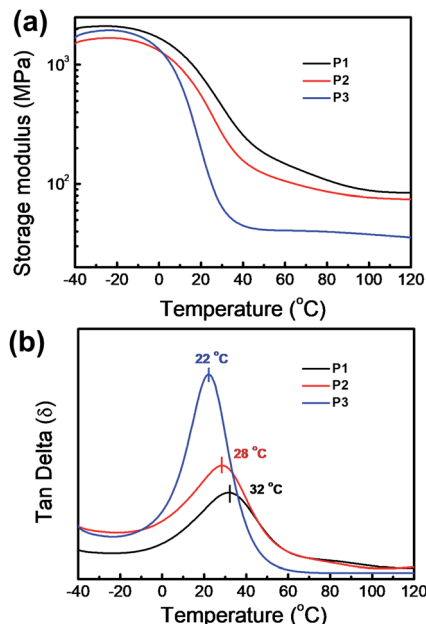 (a)
Storage modulus (MPa)
10³
10²
P1
P2
P3
-40 -20 0 20 40 60 80 100 120
Temperature (°C)
(b)
Tan Delta (δ)
22 °C
28 °C
32 °C
P1
P2
P3
-40 -20 0 20 40 60 80 100 120
Temperature (°C)